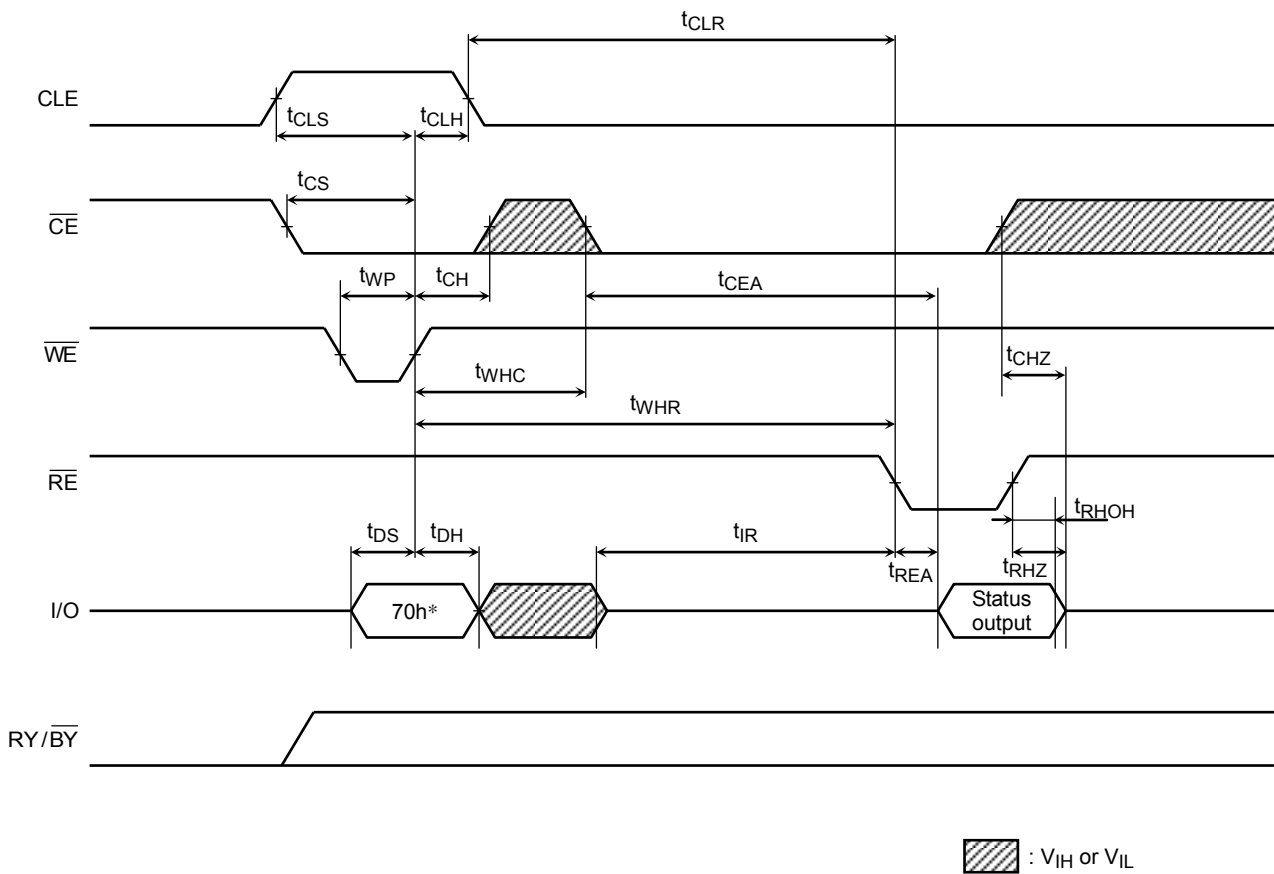 tCLR
CLE
tCLS
tCLH
tCS
CE
tWP
tCH
tCEA
WE
tCHZ
tWHC
tWHR
RE
tRHOH
tDS
tDH
tIR
tREA
tRHZ
I/O
70h*
Status
output
RY/BY
: VIH or VIL